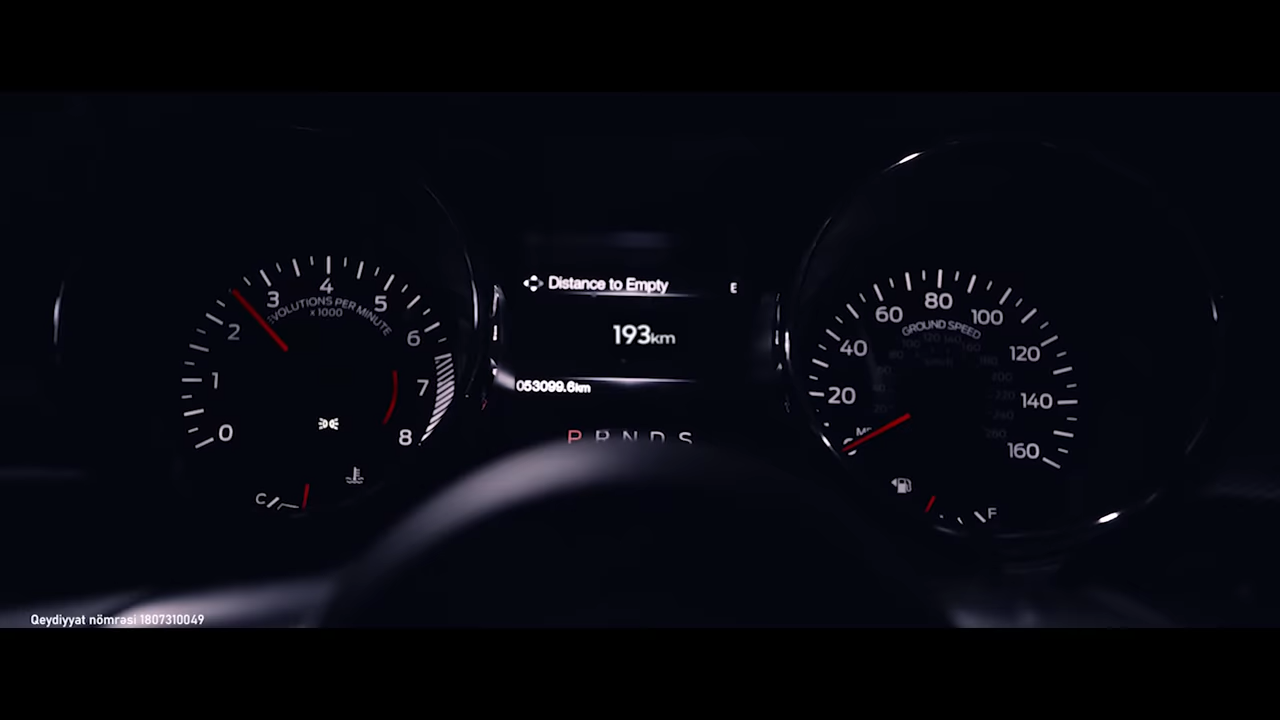 0 1 2 3 4 5 6 7 8
REVOLUTIONS PER MINUTE
x1000
C
Distance to Empty
E
193km
053099.6km
P R N D S
20 40 60 80 100 120 140 160
GROUND SPEED
F
Qeydiyyat nömrəsi 1807310049